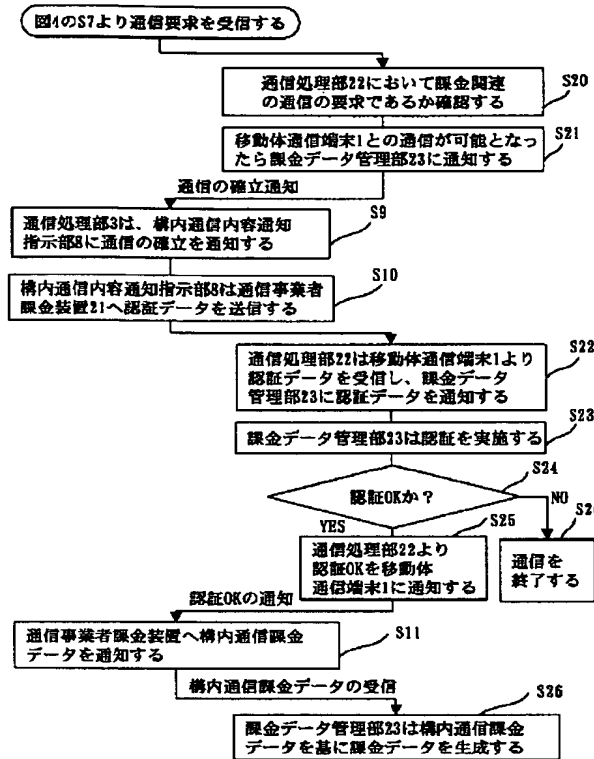 図4のS7より通信要求を受信する
通信処理部22において課金関連
の通信の要求であるか確認する
S20
移動体通信端末1との通信が可能となっ
たら課金データ管理部23に通知する
S21
通信の確立通知
通信処理部3は、構内通信内容通知
指示部8に通信の確立を通知する
S9
構内通信内容通知指示部8は通信事業者
課金装置21へ認証データを送信する
S10
通信処理部22は移動体通信端末1より
認証データを受信し、課金データ
管理部23に認証データを通知する
S22
課金データ管理部23は認証を実施する
S23
認証OKか?
S24
NO
YES
通信処理部22より
認証OKを移動体
通信端末1に通知する
S25
通信を
終了する
認証OKの通知
通信事業者課金装置へ構内通信課金
データを通知する
S11
構内通信課金データの受信
課金データ管理部23は構内通信課金
データを基に課金データを生成する
S26